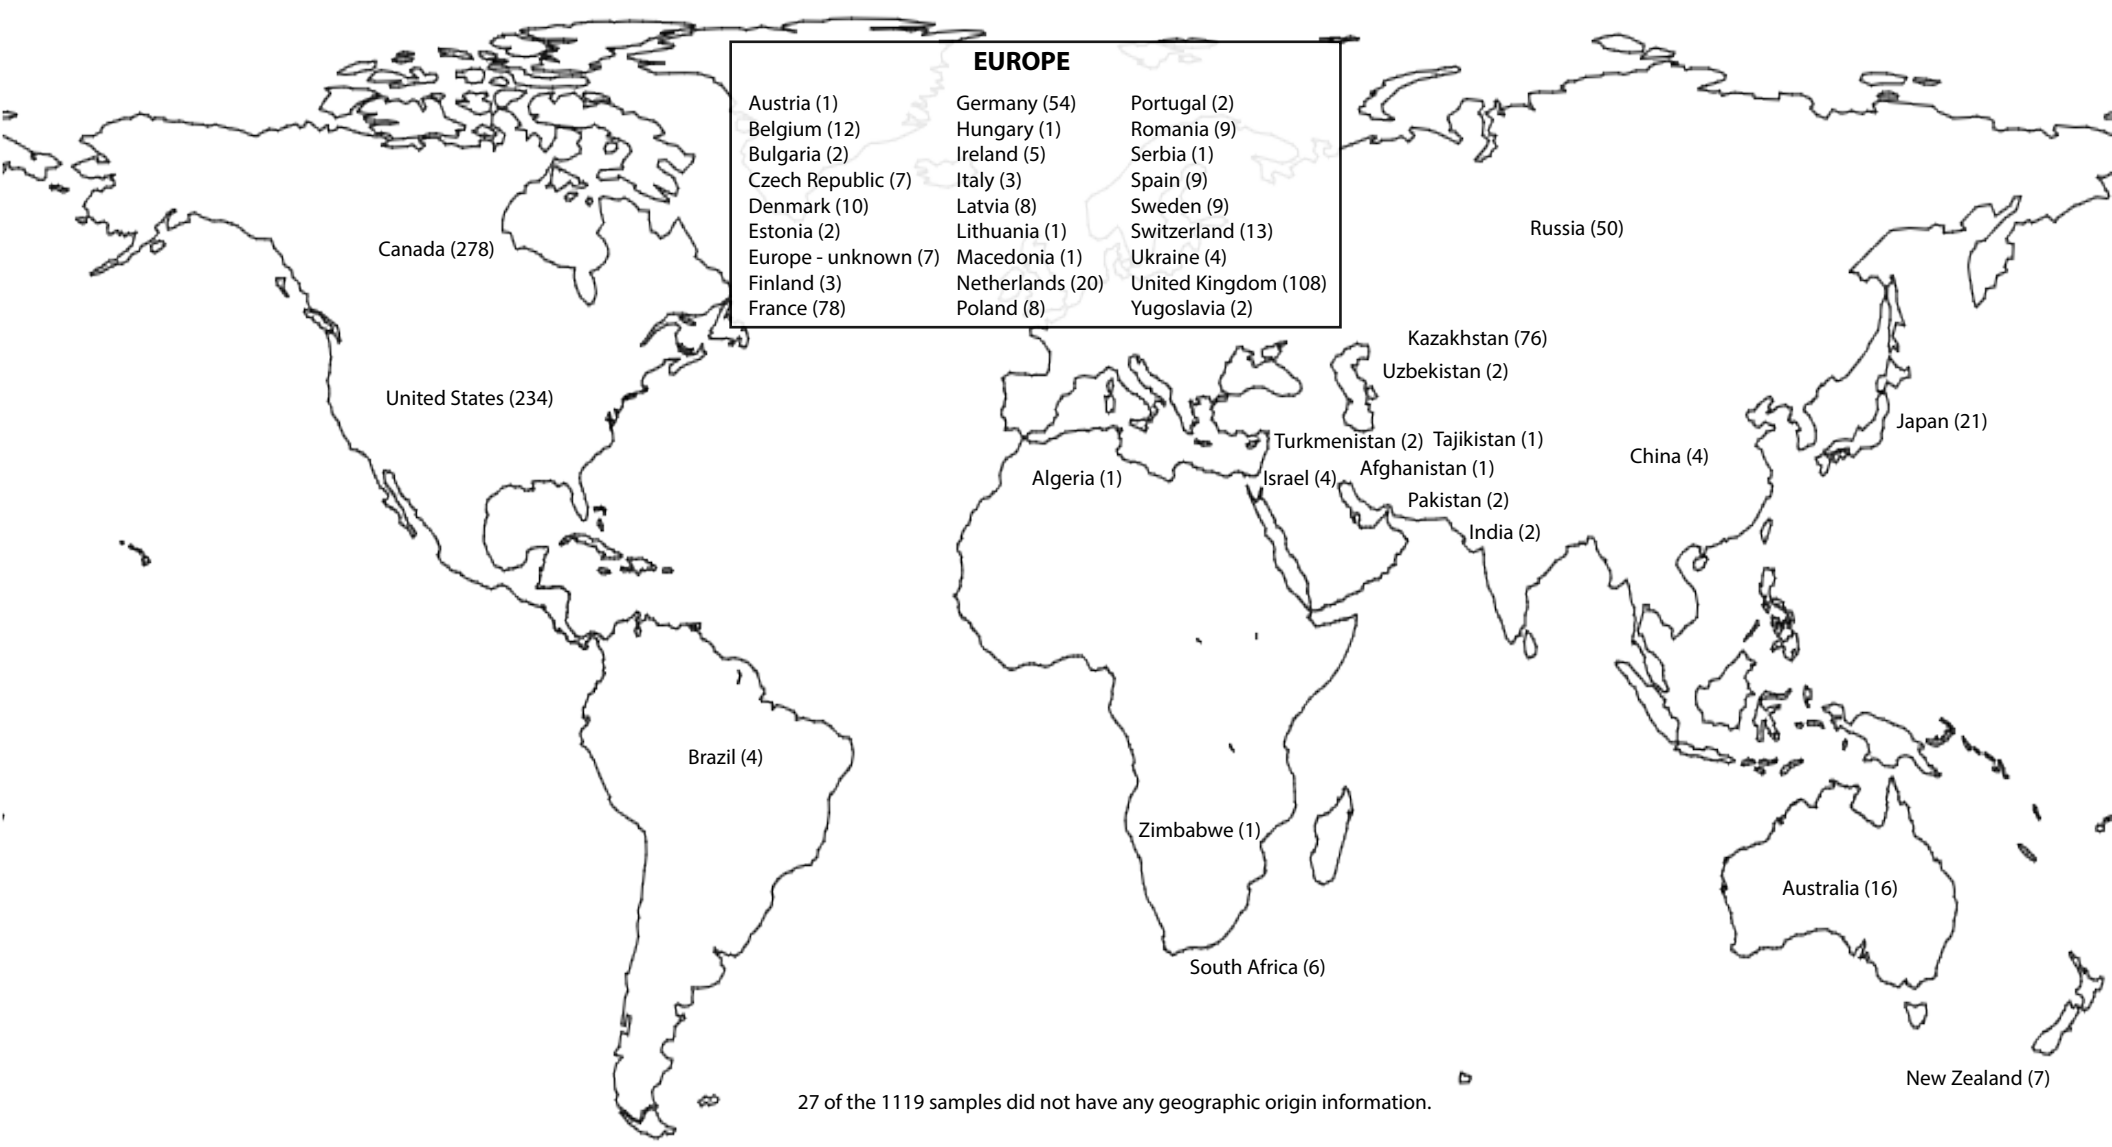 EUROPE
Austria (1)
Belgium (12)
Bulgaria (2)
Czech Republic (7)
Denmark (10)
Estonia (2)
Europe - unknown (7)
Finland (3)
France (78)
Germany (54)
Hungary (1)
Ireland (5)
Italy (3)
Latvia (8)
Lithuania (1)
Macedonia (1)
Netherlands (20)
Poland (8)
Portugal (2)
Romania (9)
Serbia (1)
Spain (9)
Sweden (9)
Switzerland (13)
Ukraine (4)
United Kingdom (108)
Yugoslavia (2)
Canada (278)
United States (234)
Russia (50)
Kazakhstan (76)
Uzbekistan (2)
Turkmenistan (2)
Tajikistan (1)
Japan (21)
China (4)
Algeria (1)
Israel (4)
Afghanistan (1)
Pakistan (2)
India (2)
Brazil (4)
Zimbabwe (1)
Australia (16)
South Africa (6)
New Zealand (7)
27 of the 1119 samples did not have any geographic origin information.